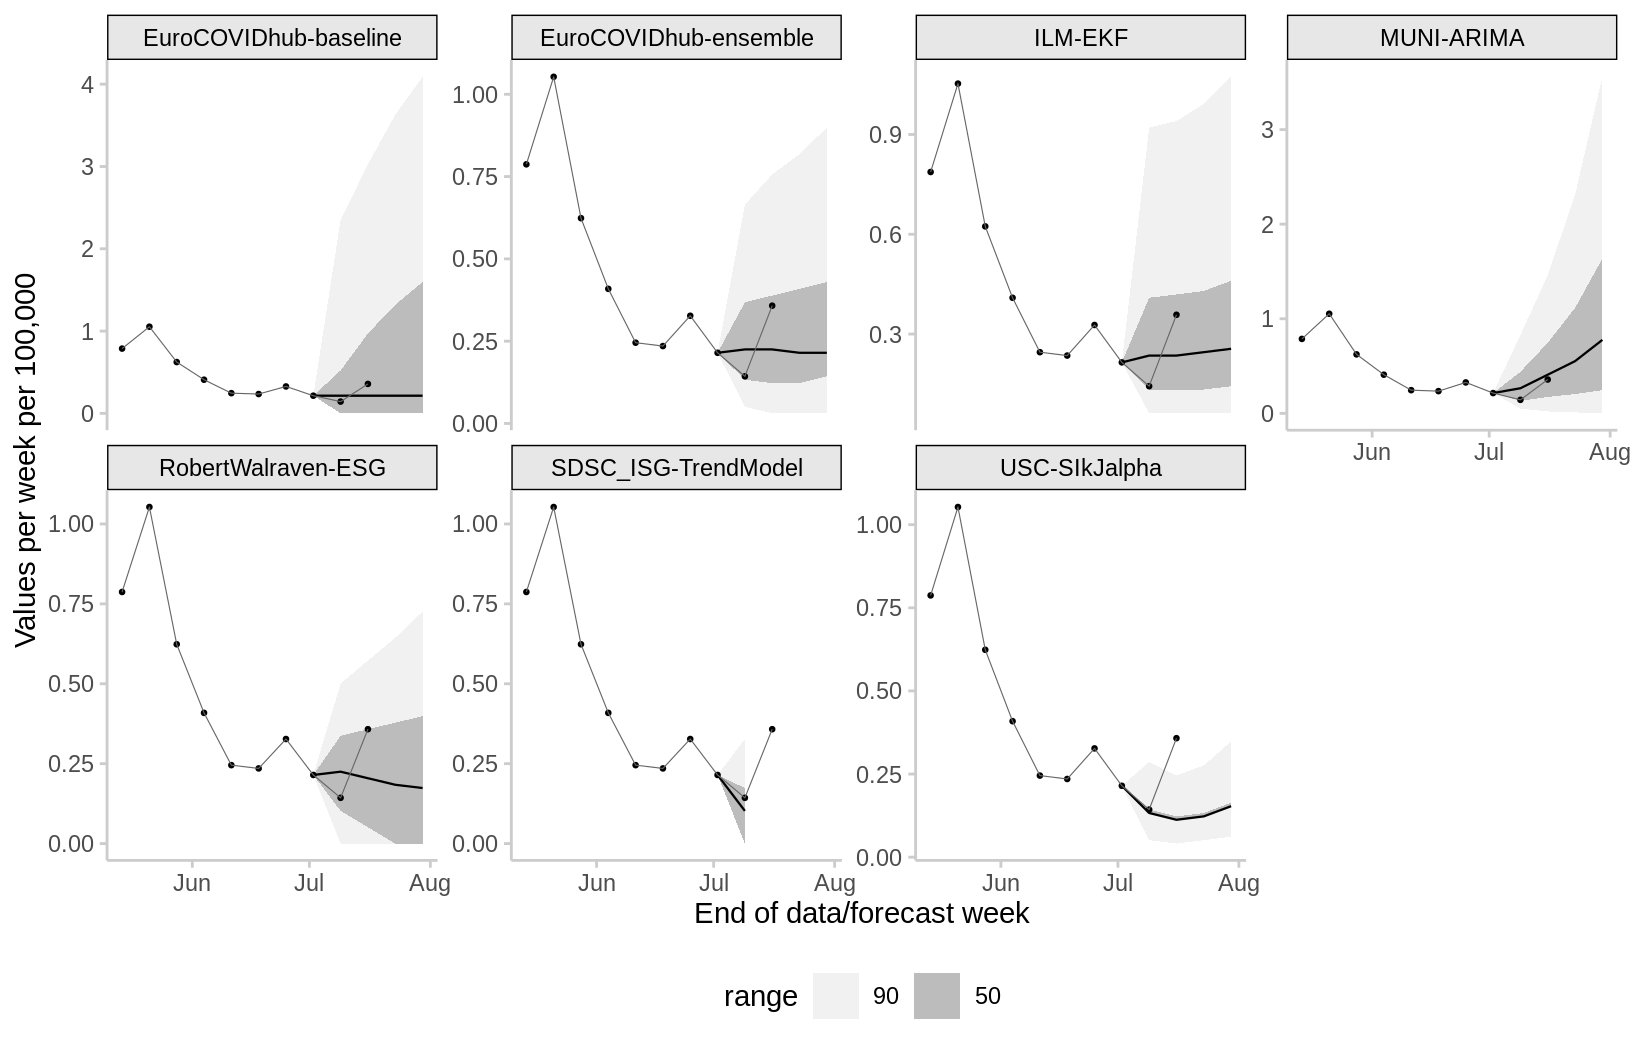 EuroCOVIDhub-baseline
EuroCOVIDhub-ensemble
ILM-EKF
MUNI-ARIMA
4
3
2
1
0
1.00
0.75
0.50
0.25
0.00
0.9
0.6
0.3
3
2
1
0
Jun
Jul
Aug
Values per week per 100,000
RobertWalraven-ESG
SDSC_ISG-TrendModel
USC-SIkJalpha
1.00
0.75
0.50
0.25
0.00
Jun
Jul
Aug
1.00
0.75
0.50
0.25
0.00
Jun
Jul
Aug
1.00
0.75
0.50
0.25
0.00
Jun
Jul
Aug
End of data/forecast week
range
90
50